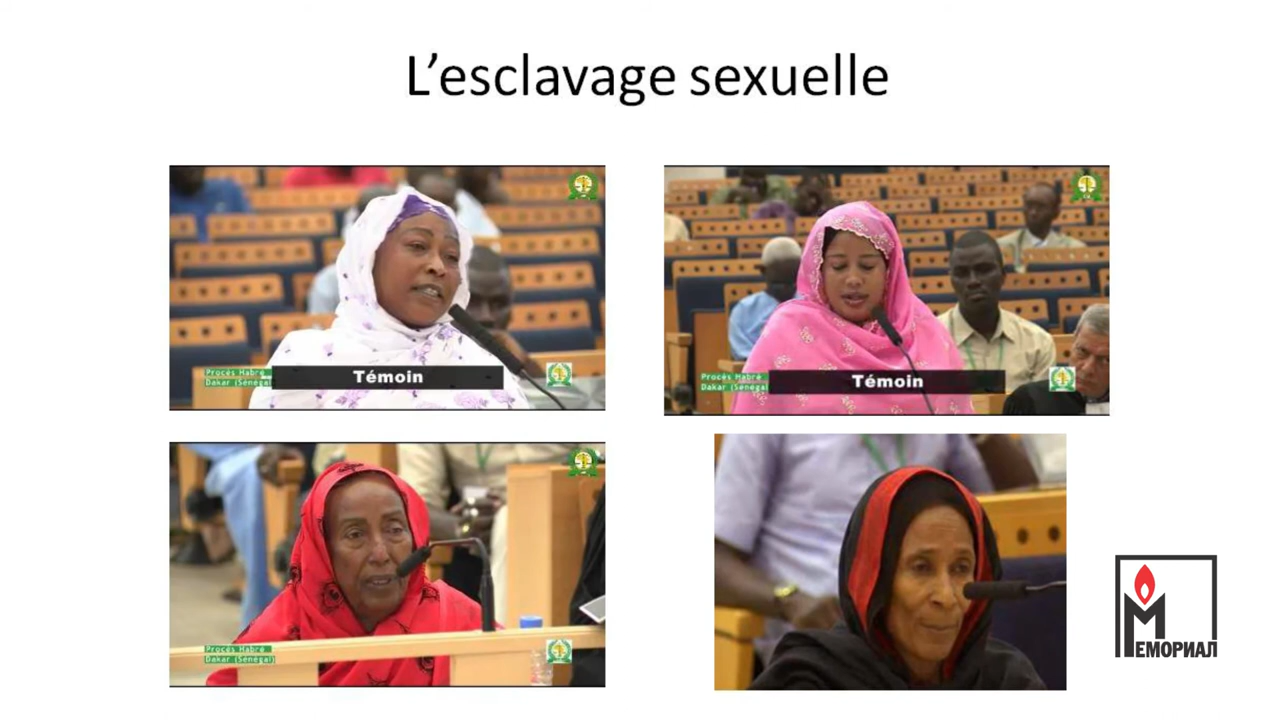 L’esclavage sexuelle
Procès Habré
Dakar (Sénégal)
Témoin
Procès Habré
Dakar (Sénégal)
Témoin
Procès Habré
Dakar (Sénégal)
МЕМОРИАЛ